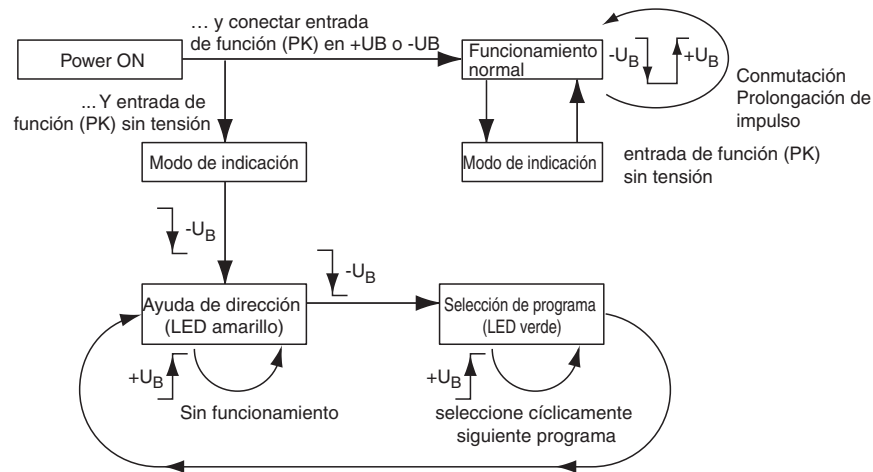 ... y conectar entrada
de función (PK) en +UB o -UB
Power ON
Funcionamiento
normal
-UB
+UB
Conmutación
Prolongación de
impulso
... Y entrada de
función (PK) sin tensión
Modo de indicación
Modo de indicación
entrada de función (PK)
sin tensión
-UB
-UB
Ayuda de dirección
(LED amarillo)
Selección de programa
(LED verde)
+UB
Sin funcionamiento
+UB
seleccione cíclicamente
siguiente programa